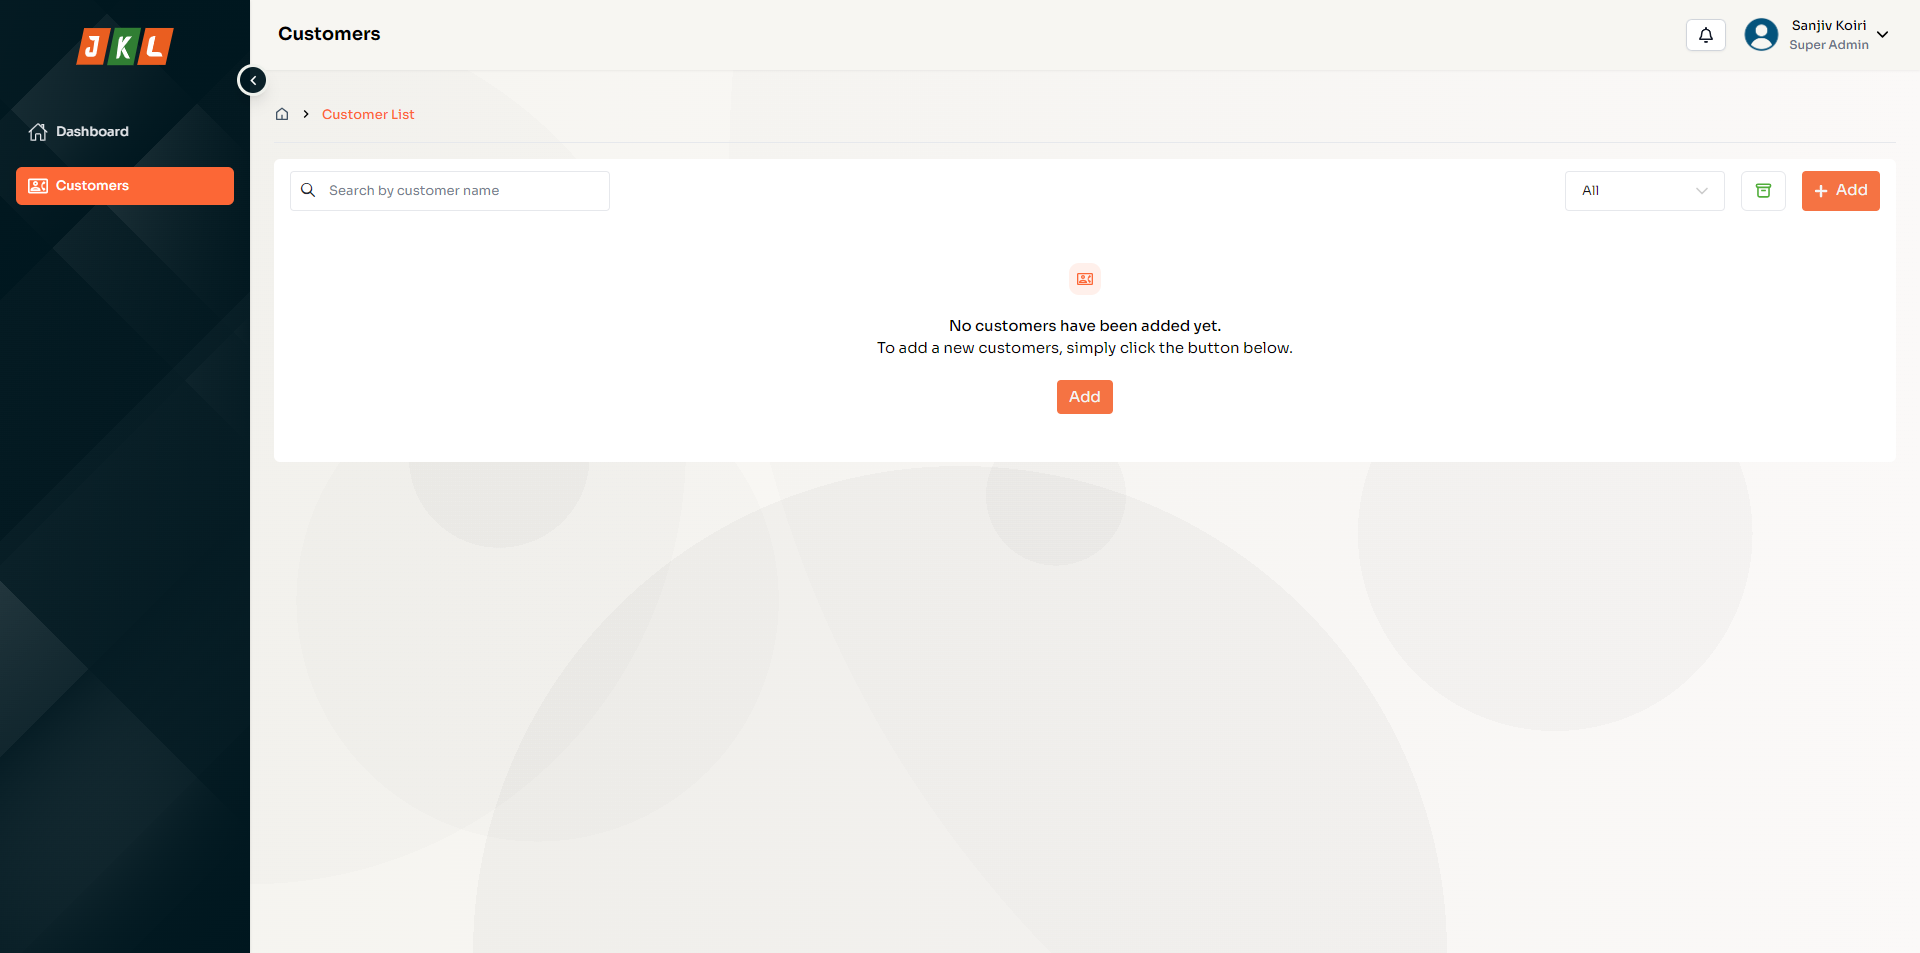 JKL
Customers
Sanjiv Koiri
Super Admin
Dashboard
Customers
Customer List
Search by customer name
All
Add
No customers have been added yet.
To add a new customers, simply click the button below.
Add